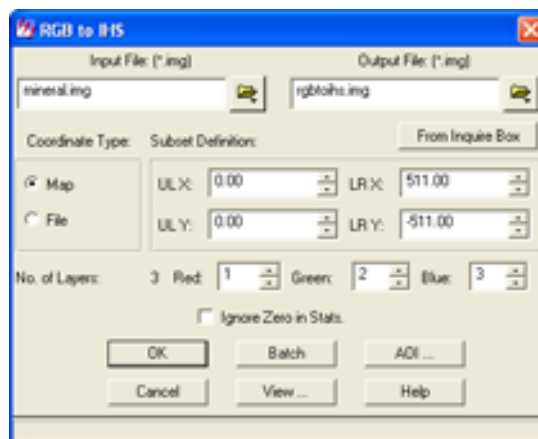 RGB to IHS
Input File: (*.img) Output File: (*.img)
mineral.img rgbtoihs.img
Coordinate Type: Subset Definition: From Inquire Box
Map UL X: 0.00 LR X: 511.00
File UL Y: 0.00 LR Y: -511.00
No. of Layers: 3 Red: 1 Green: 2 Blue: 3
Ignore Zero in Stats.
OK Batch AOI ...
Cancel View ... Help